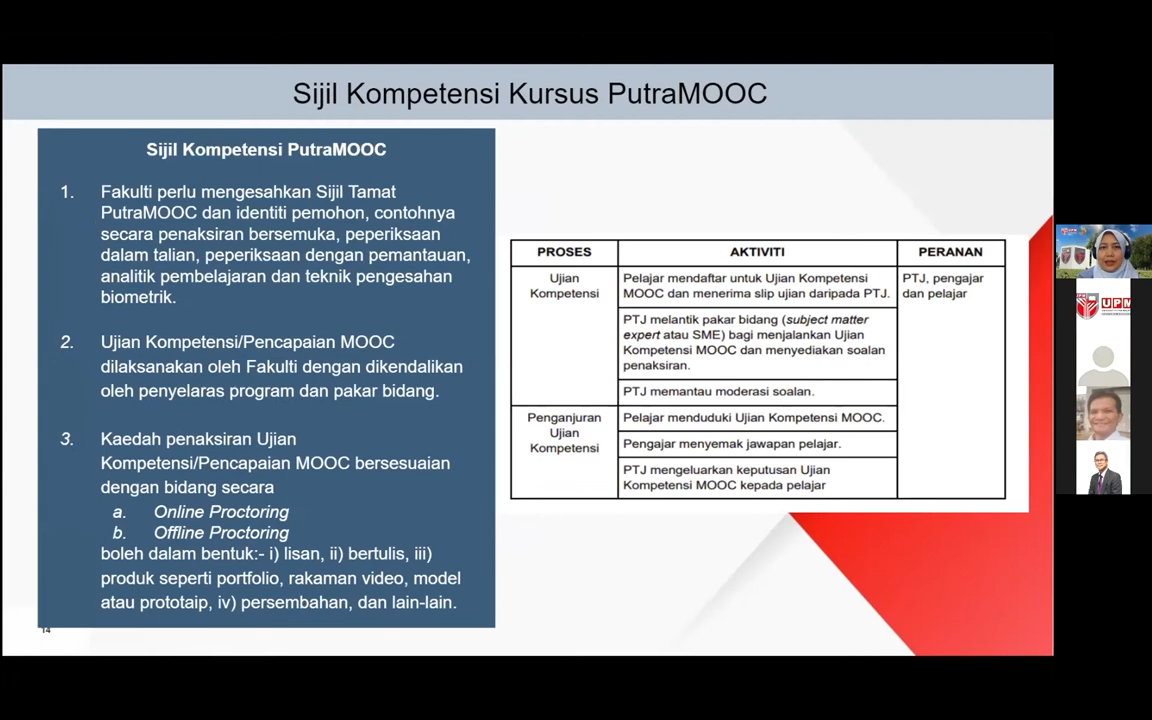 Sijil Kompetensi Kursus PutraMOOC
Sijil Kompetensi PutraMOOC
1. Fakulti perlu mengesahkan Sijil Tamat
PutraMOOC dan identiti pemohon, contohnya
secara penaksiran bersemuka, peperiksaan
dalam talian, peperiksaan dengan pemantauan,
analitik pembelajaran dan teknik pengesahan
biometrik.
2. Ujian Kompetensi/Pencapaian MOOC
dilaksanakan oleh Fakulti dengan dikendalikan
oleh penyelaras program dan pakar bidang.
3. Kaedah penaksiran Ujian
Kompetensi/Pencapaian MOOC bersesuaian
dengan bidang secara
a. Online Proctoring
b. Offline Proctoring
boleh dalam bentuk:- i) lisan, ii) bertulis, iii)
produk seperti portfolio, rakaman video, model
atau prototaip, iv) persembahan, dan lain-lain.
14
PROSES AKTIVITI PERANAN
Ujian
Kompetensi
Pelajar mendaftar untuk Ujian Kompetensi
MOOC dan menerima slip ujian daripada PTJ.
PTJ, pengajar
dan pelajar
PTJ melantik pakar bidang (subject matter
expert atau SME) bagi menjalankan Ujian
Kompetensi MOOC dan menyediakan soalan
penaksiran.
PTJ memantau moderasi soalan.
Penganjuran
Ujian
Kompetensi
Pelajar menduduki Ujian Kompetensi MOOC.
Pengajar menyemak jawapan pelajar.
PTJ mengeluarkan keputusan Ujian
Kompetensi MOOC kepada pelajar
UPM